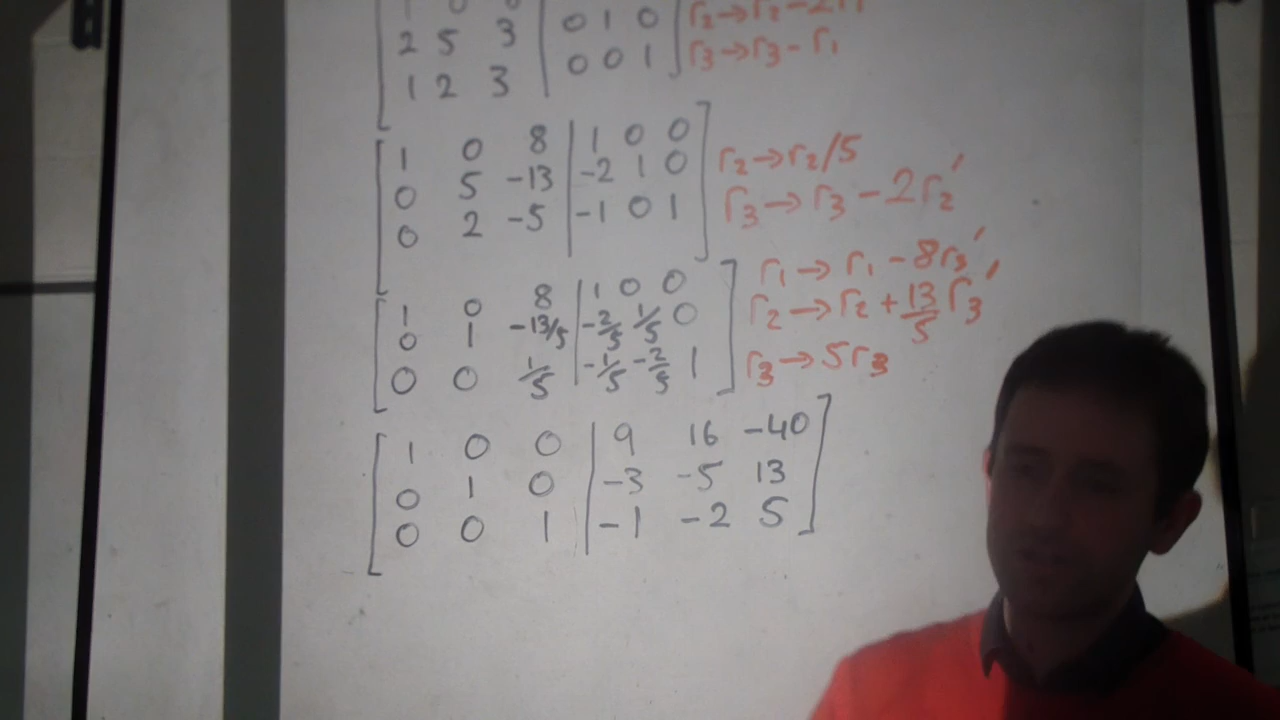 2 5 3 | 0 1 0 r₃→r₃-r₁
1 2 3 | 0 0 1
1 0 8 | 1 0 0
0 5 -13 | -2 1 0 r₂→r₂/5
0 2 -5 | -1 0 1 r₃→r₃-2r₂′
1 0 8 | 1 0 0 r₁→r₁-8r₃′
0 1 -13/5 | -2/5 1/5 0 r₂→r₂+13/5 r₃′
0 0 1/5 | -1/5 -2/5 1 r₃→5r₃
1 0 0 | 9 16 -40
0 1 0 | -3 -5 13
0 0 1 | -1 -2 5